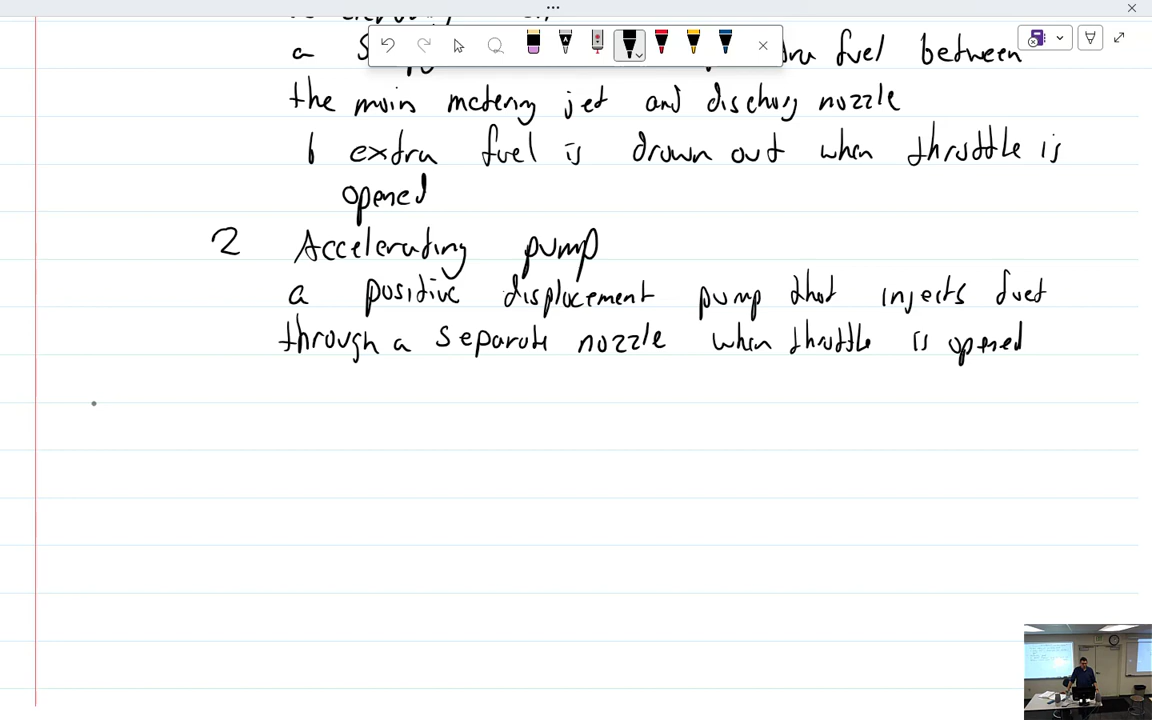 a
fuel between
the main metering jet and discharg nozzle
b extra fuel is drawn out when throttle is
opened
2 Accelerating pump
a positive displacement pump that injects fuel
through a separate nozzle when throttle is opened